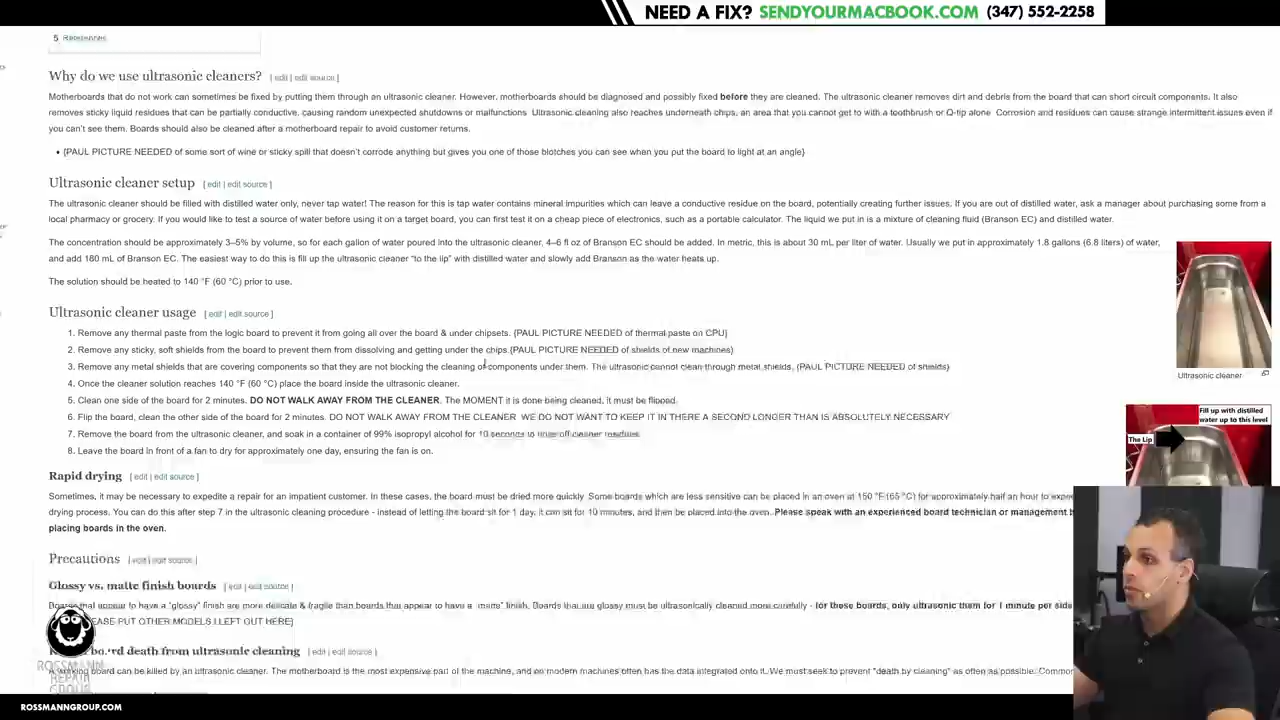 NEED A FIX? SENDYOURMACBOOK.COM (347) 552-2258
5
Why do we use ultrasonic cleaners? [ edit | edit source ]
Motherboards that do not work can sometimes be fixed by putting them through an ultrasonic cleaner. However, motherboards should be diagnosed and possibly fixed before they are cleaned. The ultrasonic cleaner removes dirt and debris from the board that can short circuit components. It also
removes sticky liquid residues that can be partially conductive, causing random unexpected shutdowns or malfunctions. Ultrasonic cleaning also reaches underneath chips, an area that you cannot get to with a toothbrush or Q-tip alone. Corrosion and residues can cause strange intermittent issues even if
you can't see them. Boards should also be cleaned after a motherboard repair to avoid customer returns.
• {PAUL PICTURE NEEDED of some sort of wine or sticky spill that doesn't corrode anything but gives you one of those blotches you can see when you put the board to light at an angle}
Ultrasonic cleaner setup [ edit | edit source ]
The ultrasonic cleaner should be filled with distilled water only, never tap water! The reason for this is tap water contains mineral impurities which can leave a conductive residue on the board, potentially creating further issues. If you are out of distilled water, ask a manager about purchasing some from a
local pharmacy or grocery. If you would like to test a source of water before using it on a target board, you can first test it on a cheap piece of electronics, such as a portable calculator. The liquid we put in is a mixture of cleaning fluid (Branson EC) and distilled water.
The concentration should be approximately 3–5% by volume, so for each gallon of water poured into the ultrasonic cleaner, 4–6 fl oz of Branson EC should be added. In metric, this is about 30 mL per liter of water. Usually we put in approximately 1.8 gallons (6.8 liters) of water,
and add 180 mL of Branson EC. The easiest way to do this is fill up the ultrasonic cleaner "to the lip" with distilled water and slowly add Branson as the water heats up.
The solution should be heated to 140 °F (60 °C) prior to use.
Ultrasonic cleaner usage [ edit | edit source ]
1. Remove any thermal paste from the logic board to prevent it from going all over the board & under chipsets. {PAUL PICTURE NEEDED of thermal paste on CPU}
2. Remove any sticky, soft shields from the board to prevent them from dissolving and getting under the chips.{PAUL PICTURE NEEDED of shields of new machines}
3. Remove any metal shields that are covering components so that they are not blocking the cleaning of components under them. The ultrasonic cannot clean through metal shields. {PAUL PICTURE NEEDED of shields}
4. Once the cleaner solution reaches 140 °F (60 °C) place the board inside the ultrasonic cleaner.
5. Clean one side of the board for 2 minutes. DO NOT WALK AWAY FROM THE CLEANER. The MOMENT it is done being cleaned, it must be flipped.
6. Flip the board, clean the other side of the board for 2 minutes. DO NOT WALK AWAY FROM THE CLEANER. WE DO NOT WANT TO KEEP IT IN THERE A SECOND LONGER THAN IS ABSOLUTELY NECESSARY
7. Remove the board from the ultrasonic cleaner, and soak in a container of 99% isopropyl alcohol for 10 seconds to rinse off cleaner residues.
8. Leave the board in front of a fan to dry for approximately one day, ensuring the fan is on.
Ultrasonic cleaner
Fill up with distilled
water up to this level
The Lip
Rapid drying [ edit | edit source ]
Sometimes, it may be necessary to expedite a repair for an impatient customer. In these cases, the board must be dried more quickly. Some boards which are less sensitive can be placed in an oven at 150 °F (65 °C) for approximately half an hour to
drying process. You can do this after step 7 in the ultrasonic cleaning procedure - instead of letting the board sit for 1 day, it can sit for 10 minutes, and then be placed into the oven. Please speak with an experienced board technician or management
placing boards in the oven.
Precautions [ edit | edit source ]
Glossy vs. matte finish boards [ edit | edit source ]
Boards that appear to have a "glossy" finish are more delicate & fragile than boards that appear to have a "matte" finish. Boards that are glossy must be ultrasonically cleaned more carefully - for these boards, only ultrasonic them for 1 minute per side
PUT OTHER MODELS I LEFT OUT HERE}
death from ultrasonic cleaning [ edit | edit source ]
board can be killed by an ultrasonic cleaner. The motherboard is the most expensive part of the machine, and on modern machines often has the data integrated onto it. We must seek to prevent "death by cleaning" as often as possible. Common
ROSSMANN
REPAIR
GROUP
ROSSMANNGROUP.COM